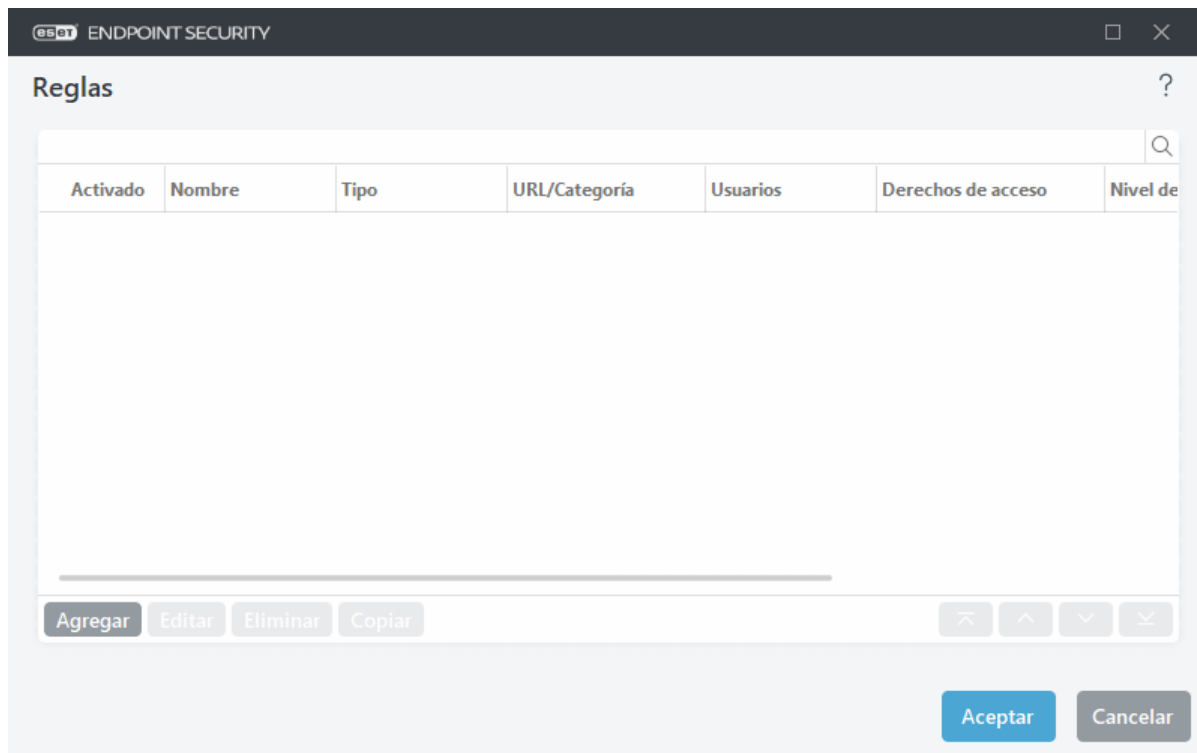 eseT ENDPOINT SECURITY
Reglas
?
Activado Nombre Tipo URL/Categoría Usuarios Derechos de acceso Nivel de
Agregar Editar Eliminar Copiar
Aceptar Cancelar